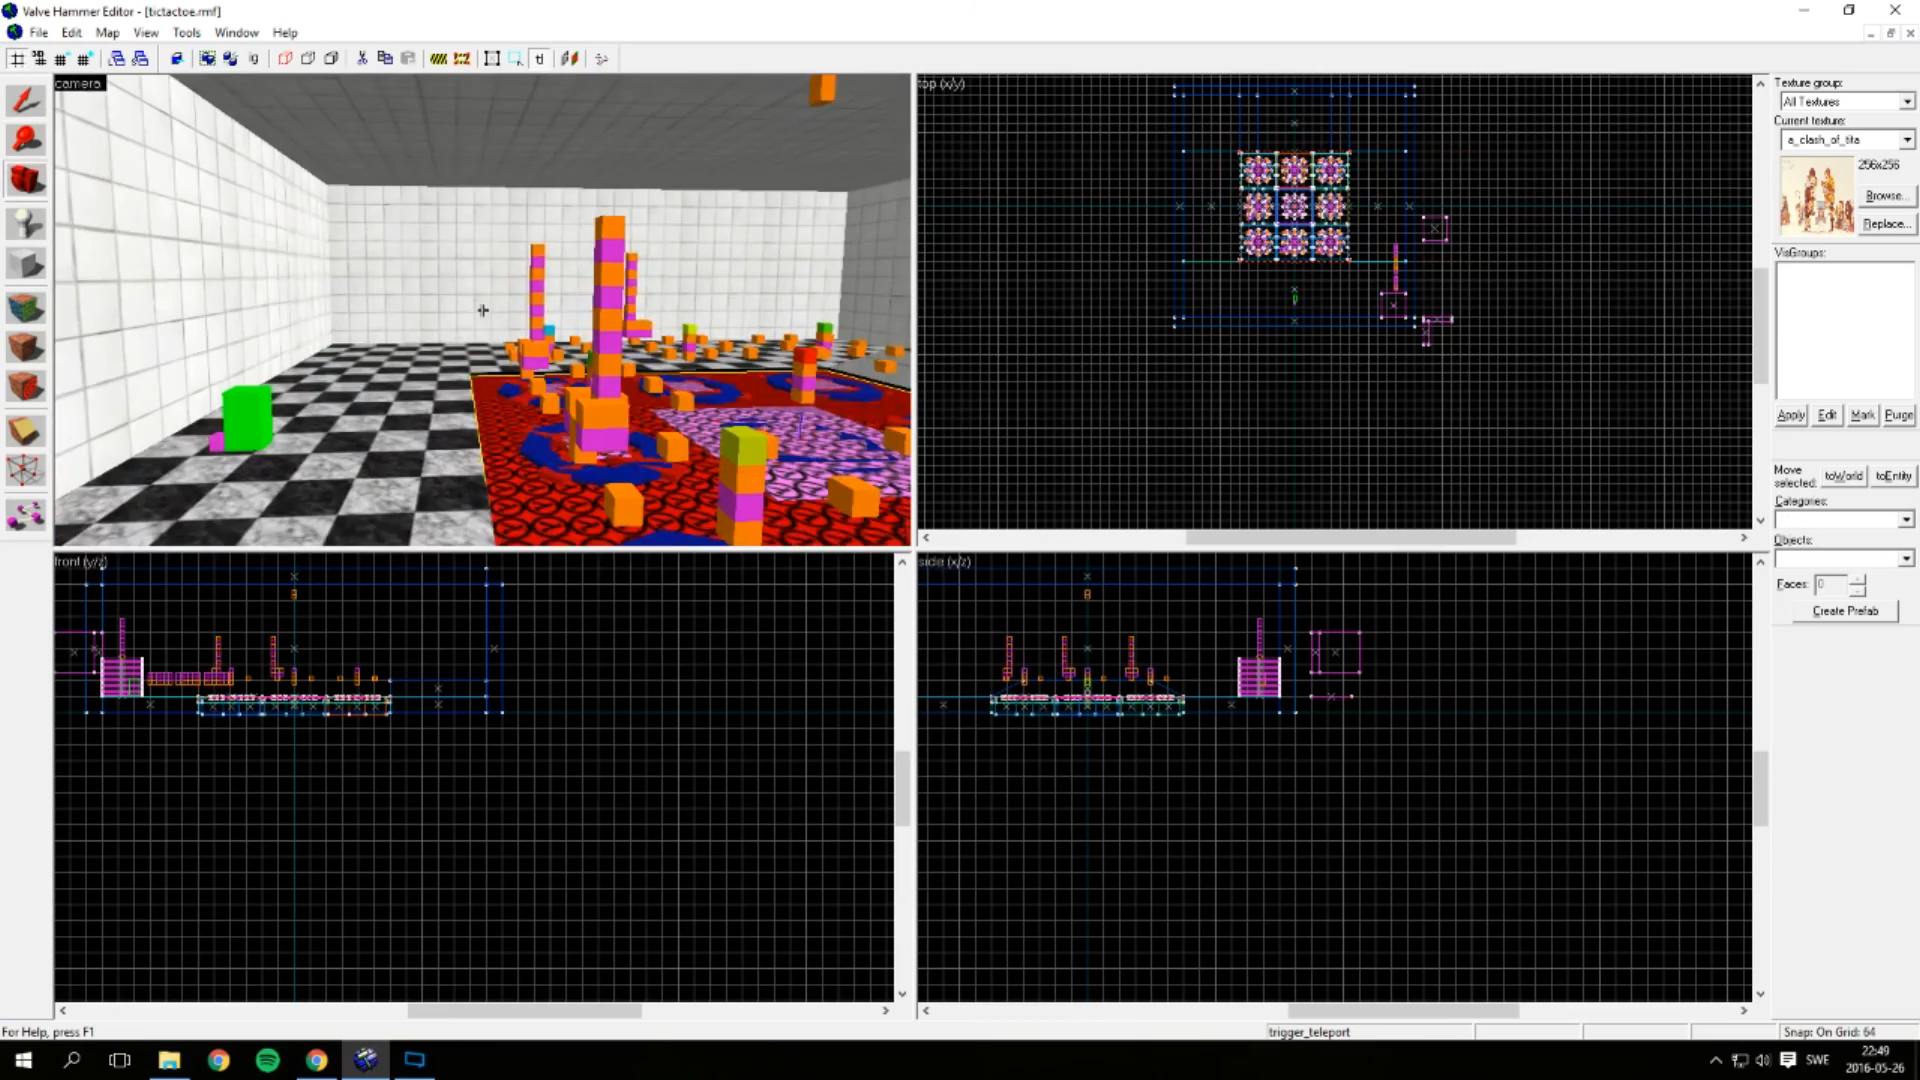 Valve Hammer Editor - [tictactoe.rmf]
File Edit Map View Tools Window Help
camera
top (x/y)
Texture group:
All Textures
Current texture:
a_clash_of_tita
256x256
Browse...
Replace...
VisGroups:
Apply Edit Mark Purge
Move selected: toWorld toEntity
Categories:
Objects:
Faces: 0
Create Prefab
front (y/z)
side (x/z)
For Help, press F1
trigger_teleport
Snap: On Grid: 64
SWE
22:49
2016-05-26